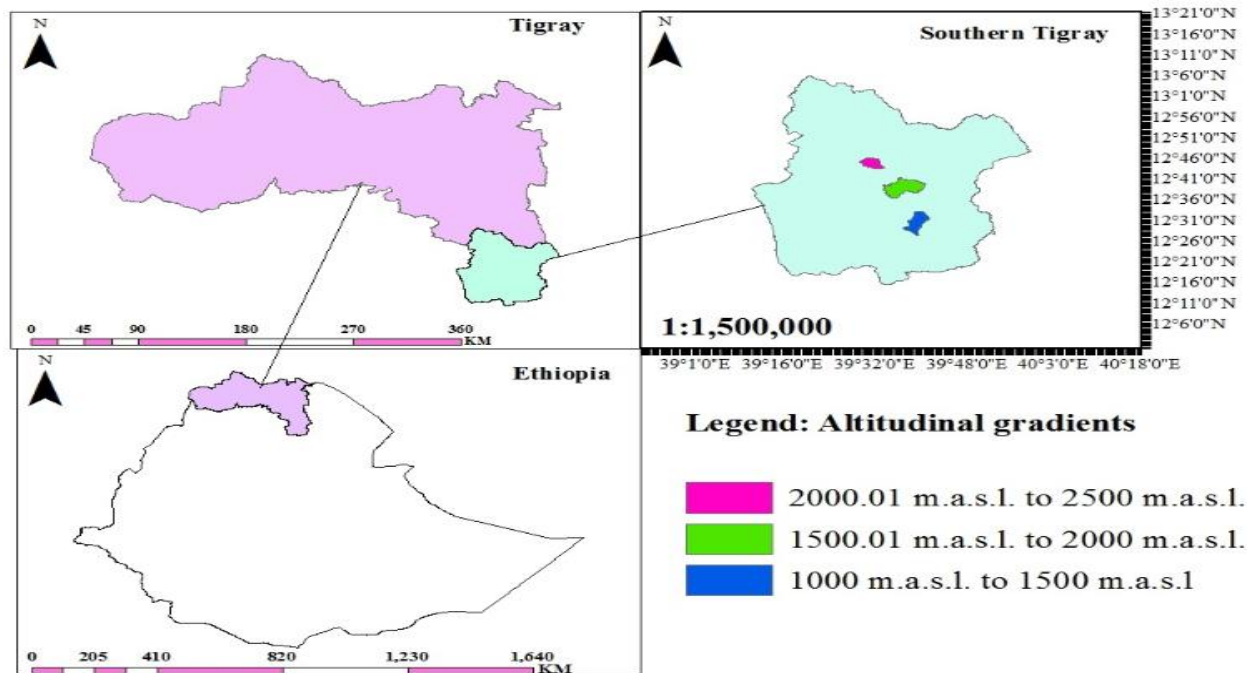 N
Tigray
0 45 90 180 270 360
KM
N
Southern Tigray
1:1,500,000
13°21'0"N
13°16'0"N
13°11'0"N
13°6'0"N
13°1'0"N
12°56'0"N
12°51'0"N
12°46'0"N
12°41'0"N
12°36'0"N
12°31'0"N
12°26'0"N
12°21'0"N
12°16'0"N
12°11'0"N
12°6'0"N
39°1'0"E 39°16'0"E 39°32'0"E 39°48'0"E 40°3'0"E 40°18'0"E
N
Ethiopia
0 205 410 820 1,230 1,640
KM
Legend: Altitudinal gradients
2000.01 m.a.s.l. to 2500 m.a.s.l.
1500.01 m.a.s.l. to 2000 m.a.s.l.
1000 m.a.s.l. to 1500 m.a.s.l